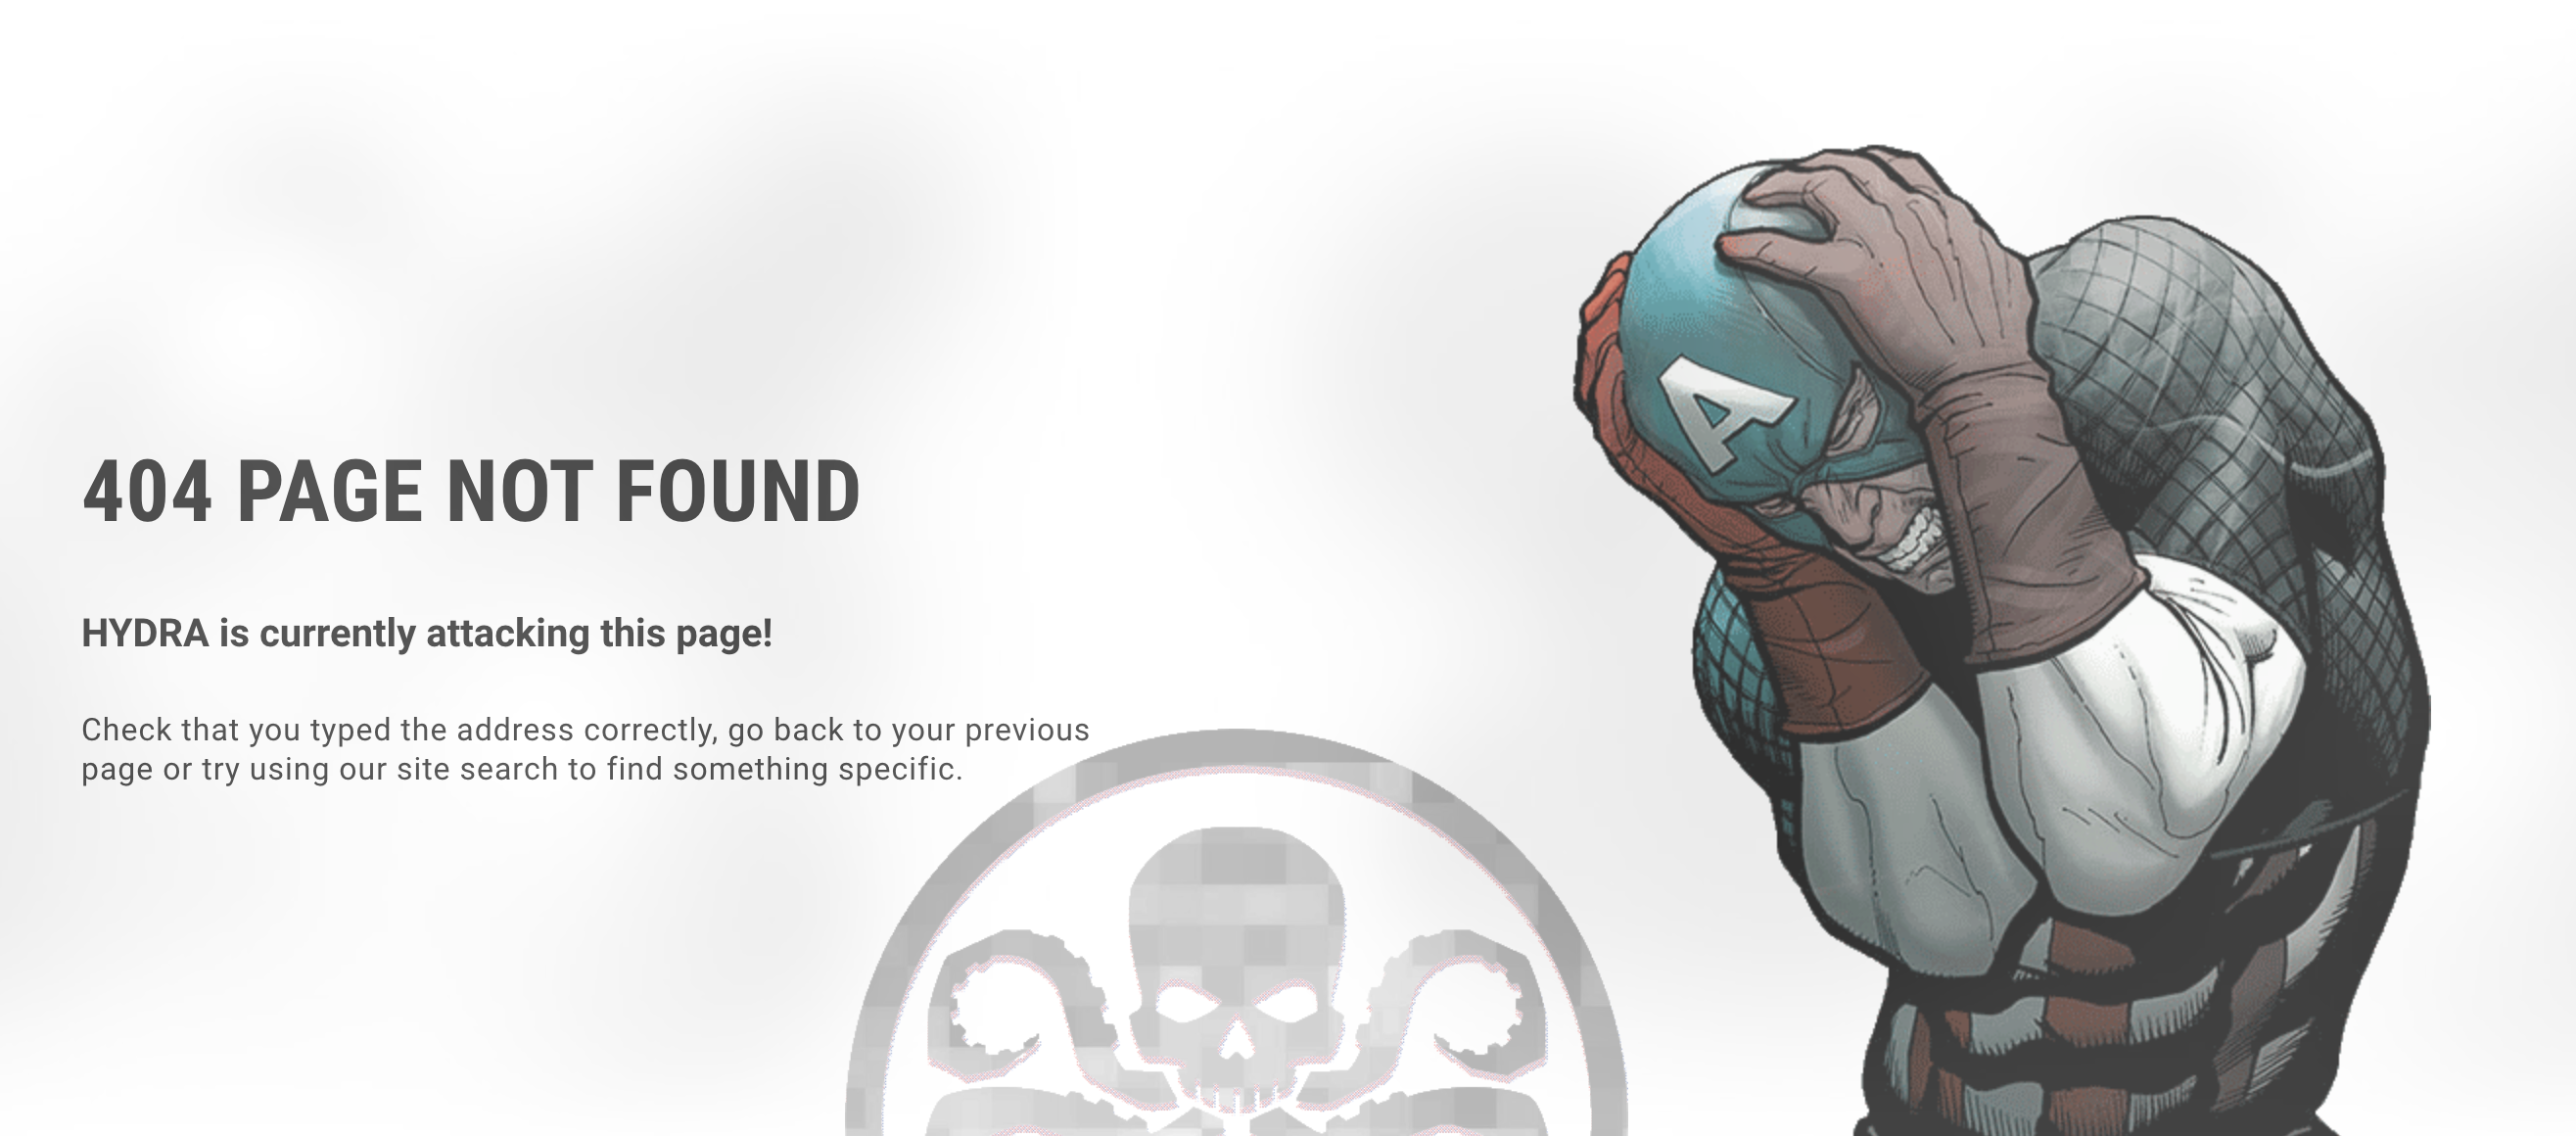 404 PAGE NOT FOUND
HYDRA is currently attacking this page!
Check that you typed the address correctly, go back to your previous
page or try using our site search to find something specific.
A